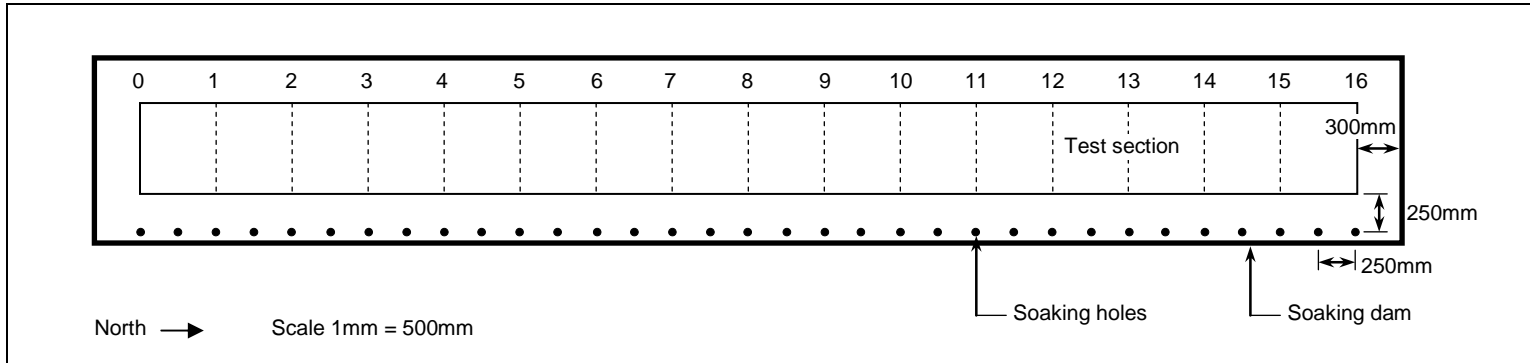 0 1 2 3 4 5 6 7 8 9 10 11 12 13 14 15 16
300mm
Test section
250mm
250mm
Soaking holes
Soaking dam
North
Scale 1mm = 500mm